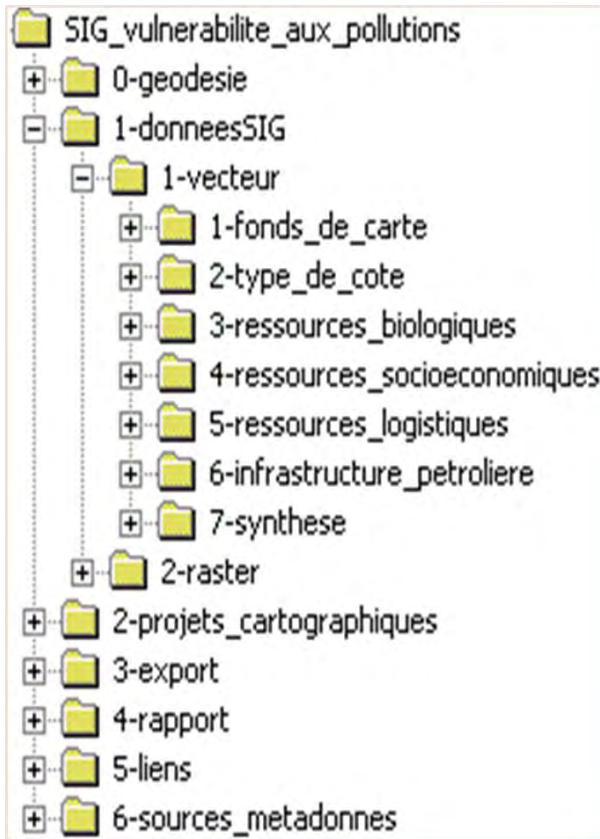 SIG_vulnerabilite_aux_pollutions
0-geodesie
1-donneesSIG
1-vecteur
1-fonds_de_carte
2-type_de_cote
3-ressources_biologiques
4-ressources_socioeconomiques
5-ressources_logistiques
6-infrastructure_petroliere
7-synthese
2-raster
2-projets_cartographiques
3-export
4-rapport
5-liens
6-sources_metadonnes